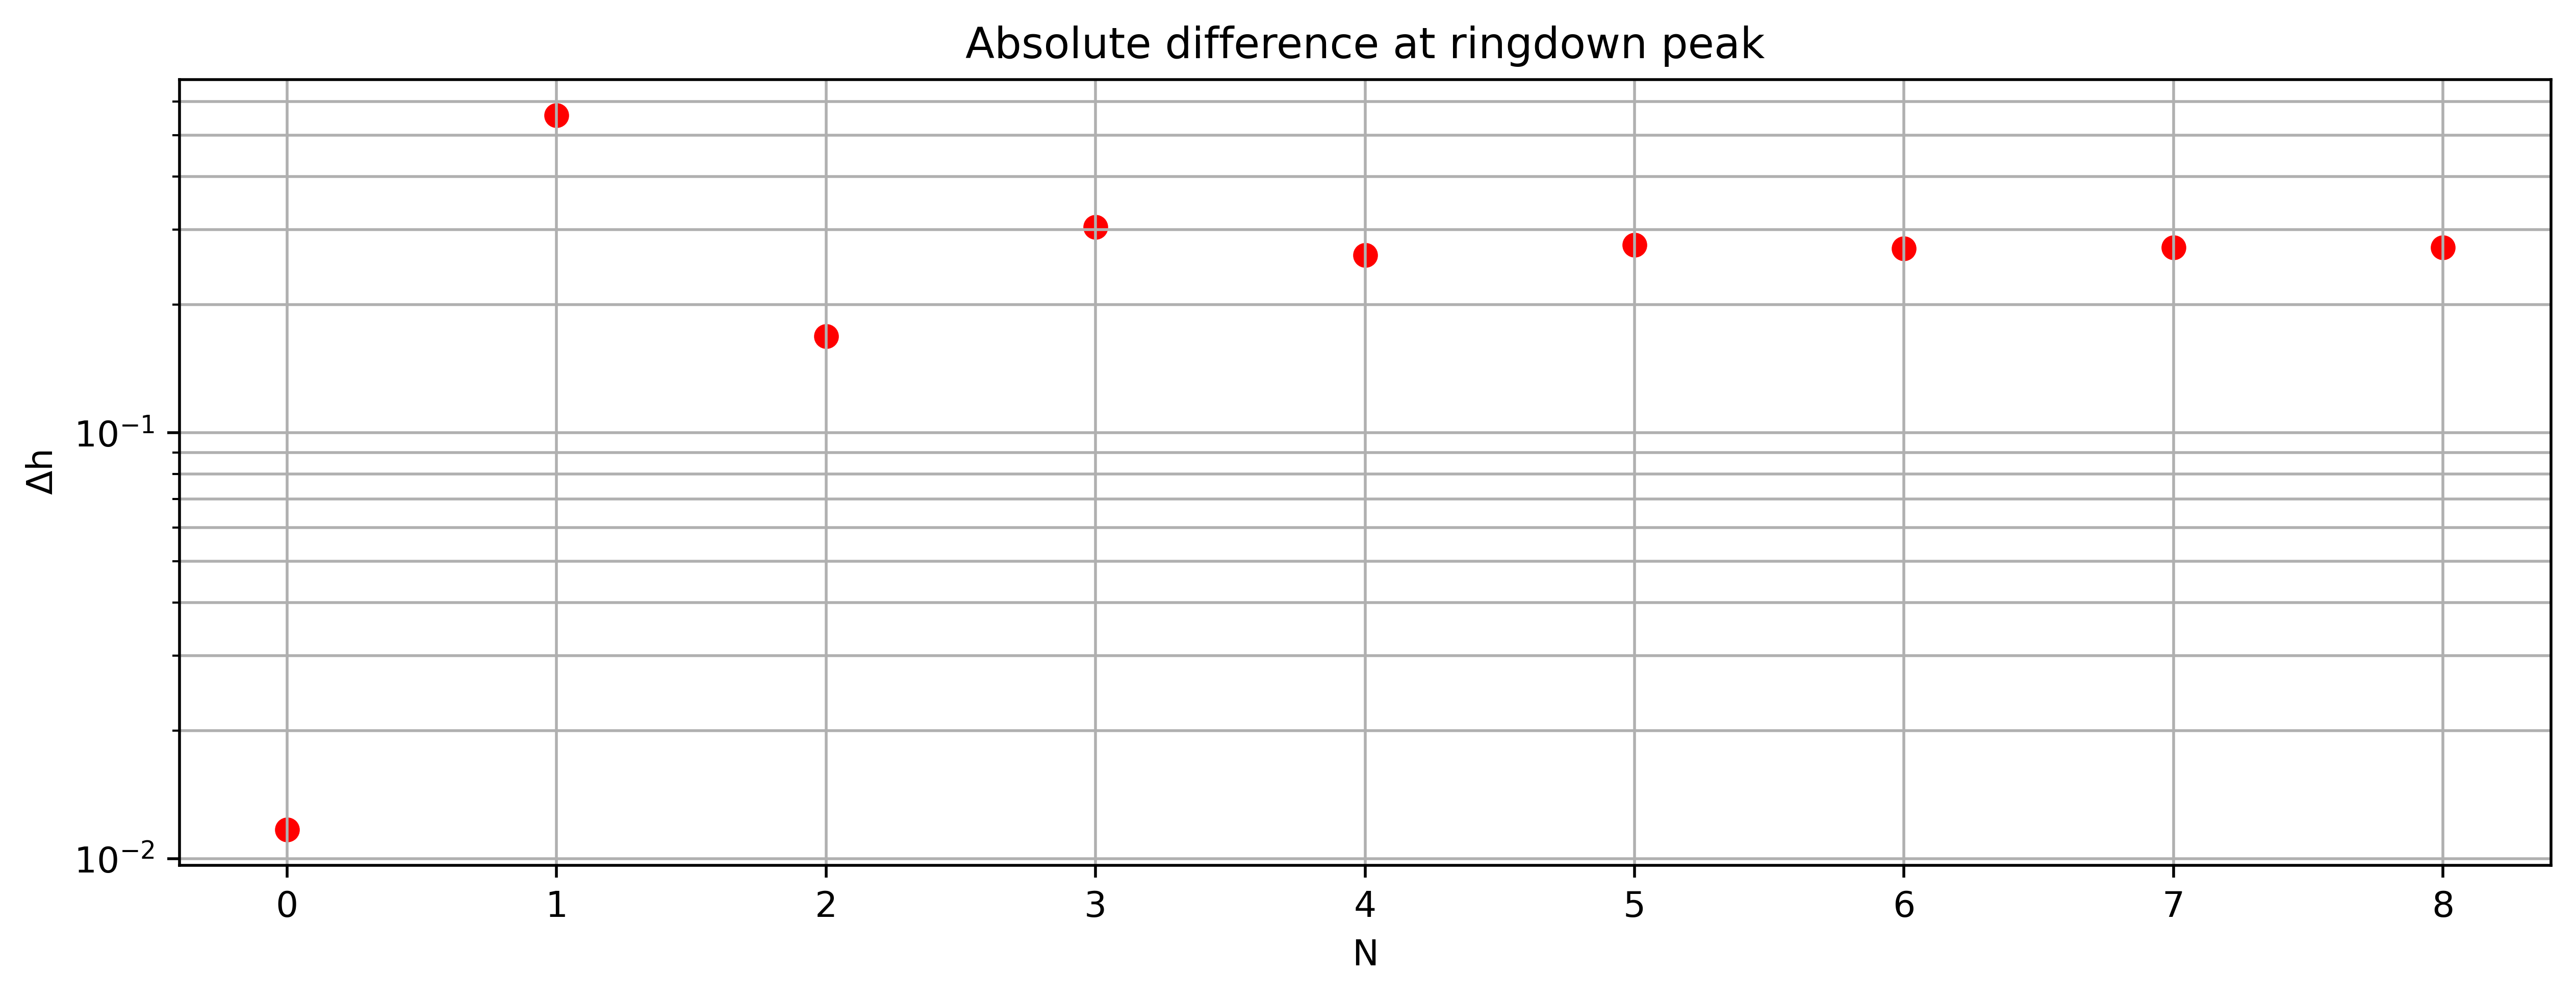 Absolute difference at ringdown peak
10⁻¹
10⁻²
Δh
0 1 2 3 4 5 6 7 8
N